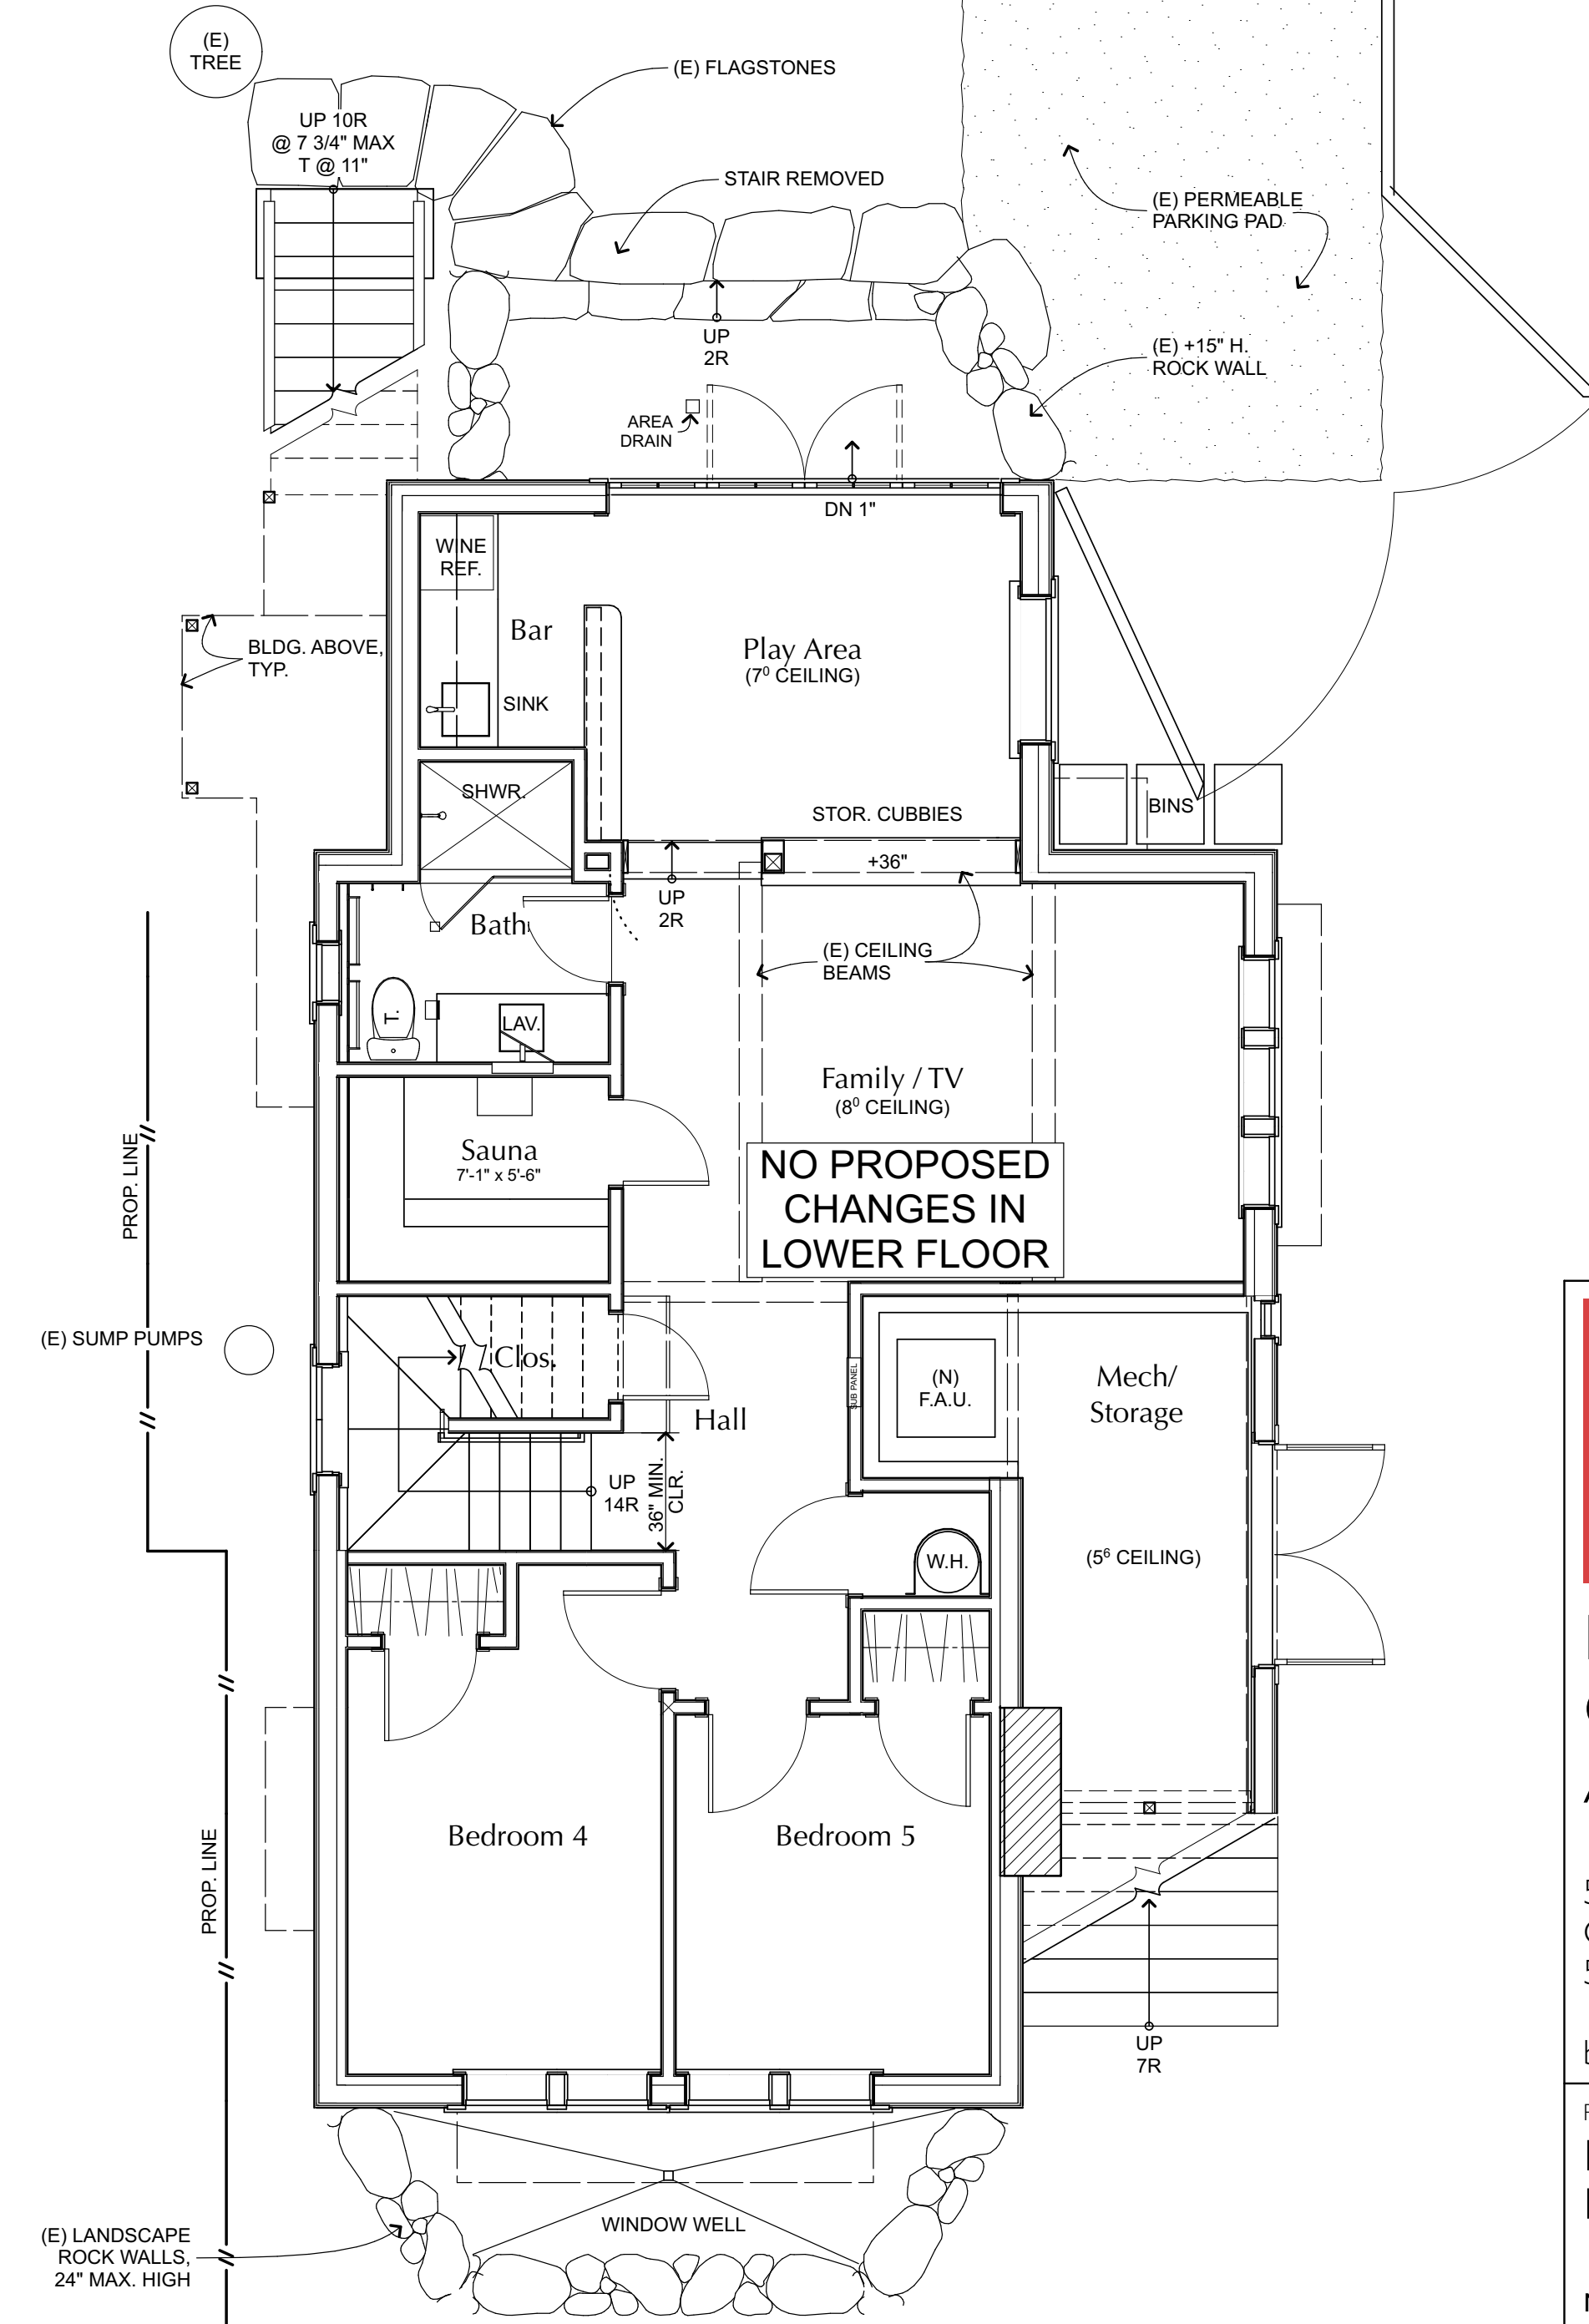 (E)
TREE
(E) FLAGSTONES
UP 10R
@ 7 3/4" MAX
T @ 11"
STAIR REMOVED
(E) PERMEABLE
PARKING PAD
UP
2R
(E) +15" H.
ROCK WALL
AREA
DRAIN
DN 1"
WINE
REF.
Bar
Play Area
(7⁰ CEILING)
BLDG. ABOVE,
TYP.
SINK
SHWR.
STOR. CUBBIES
BINS
+36"
UP
2R
Bath
(E) CEILING
BEAMS
T.
LAV.
Family / TV
(8⁰ CEILING)
PROP. LINE
Sauna
7'-1" x 5'-6"
NO PROPOSED
CHANGES IN
LOWER FLOOR
(E) SUMP PUMPS
Clos.
SUB PANEL
(N)
F.A.U.
Mech/
Storage
Hall
UP
14R
36" MIN.
CLR.
W.H.
(5⁶ CEILING)
Bedroom 4
Bedroom 5
PROP. LINE
UP
7R
WINDOW WELL
(E) LANDSCAPE
ROCK WALLS,
24" MAX. HIGH